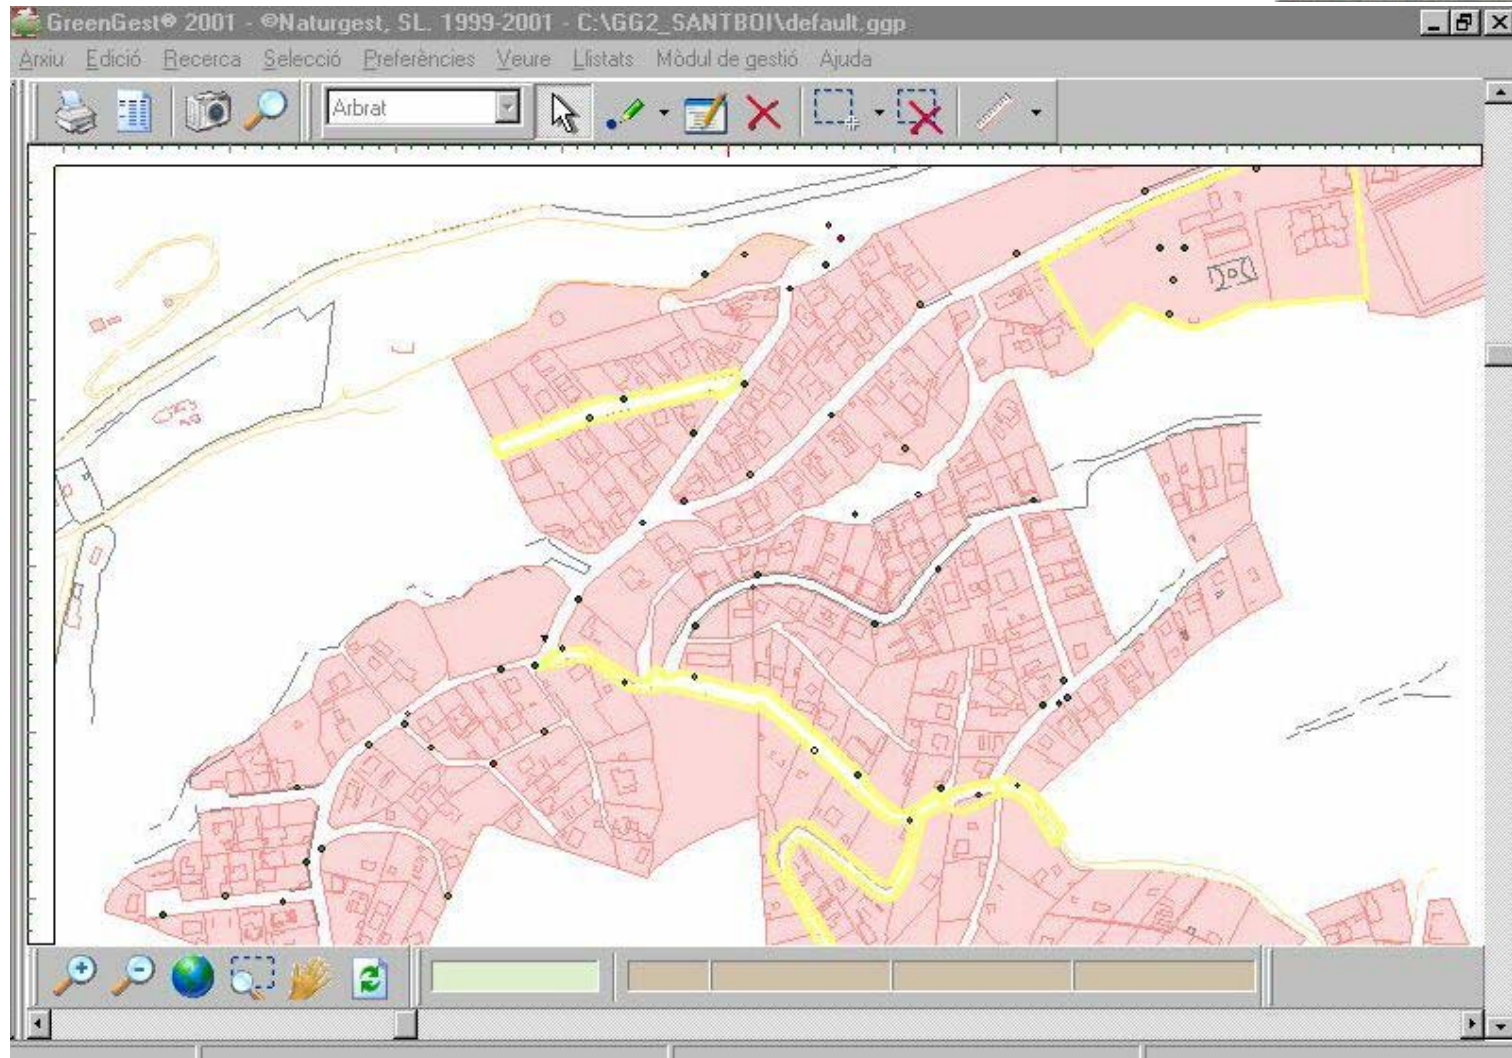 GreenGest® 2001 - ©Naturgest, SL. 1999-2001 - C:\GG2_SANTBOI\default.ggp
Arxiu Edició Recerca Selecció Preferències Veure Llistats Mòdul de gestió Ajuda
Arbrat